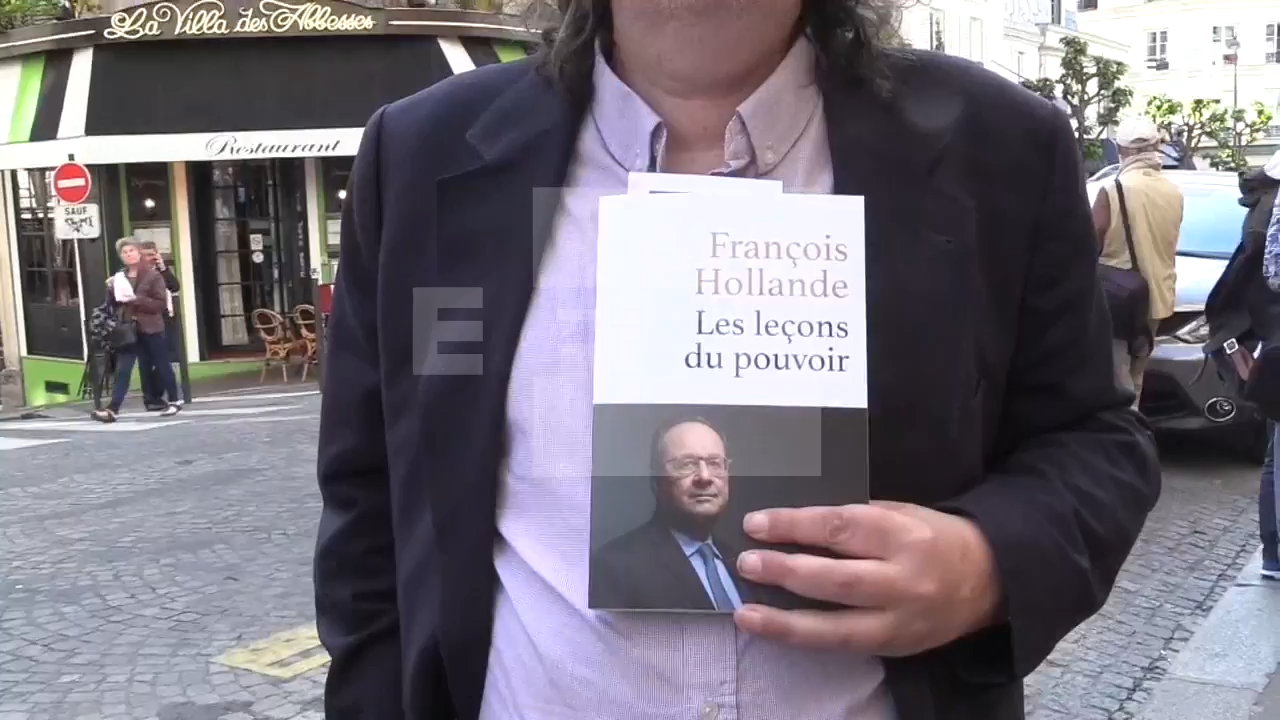 La Villa des Abbesses
Restaurant
SAUF
François
Hollande
Les leçons
du pouvoir
E